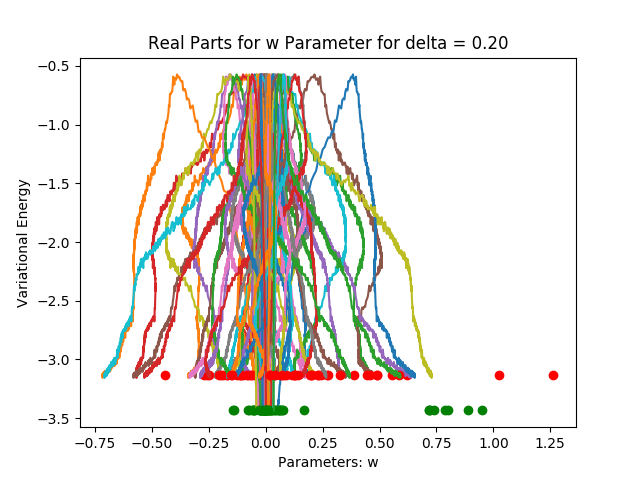 Real Parts for w Parameter for delta = 0.20
Variational Energy
−0.5
−1.0
−1.5
−2.0
−2.5
−3.0
−3.5
−0.75 −0.50 −0.25 0.00 0.25 0.50 0.75 1.00 1.25
Parameters: w